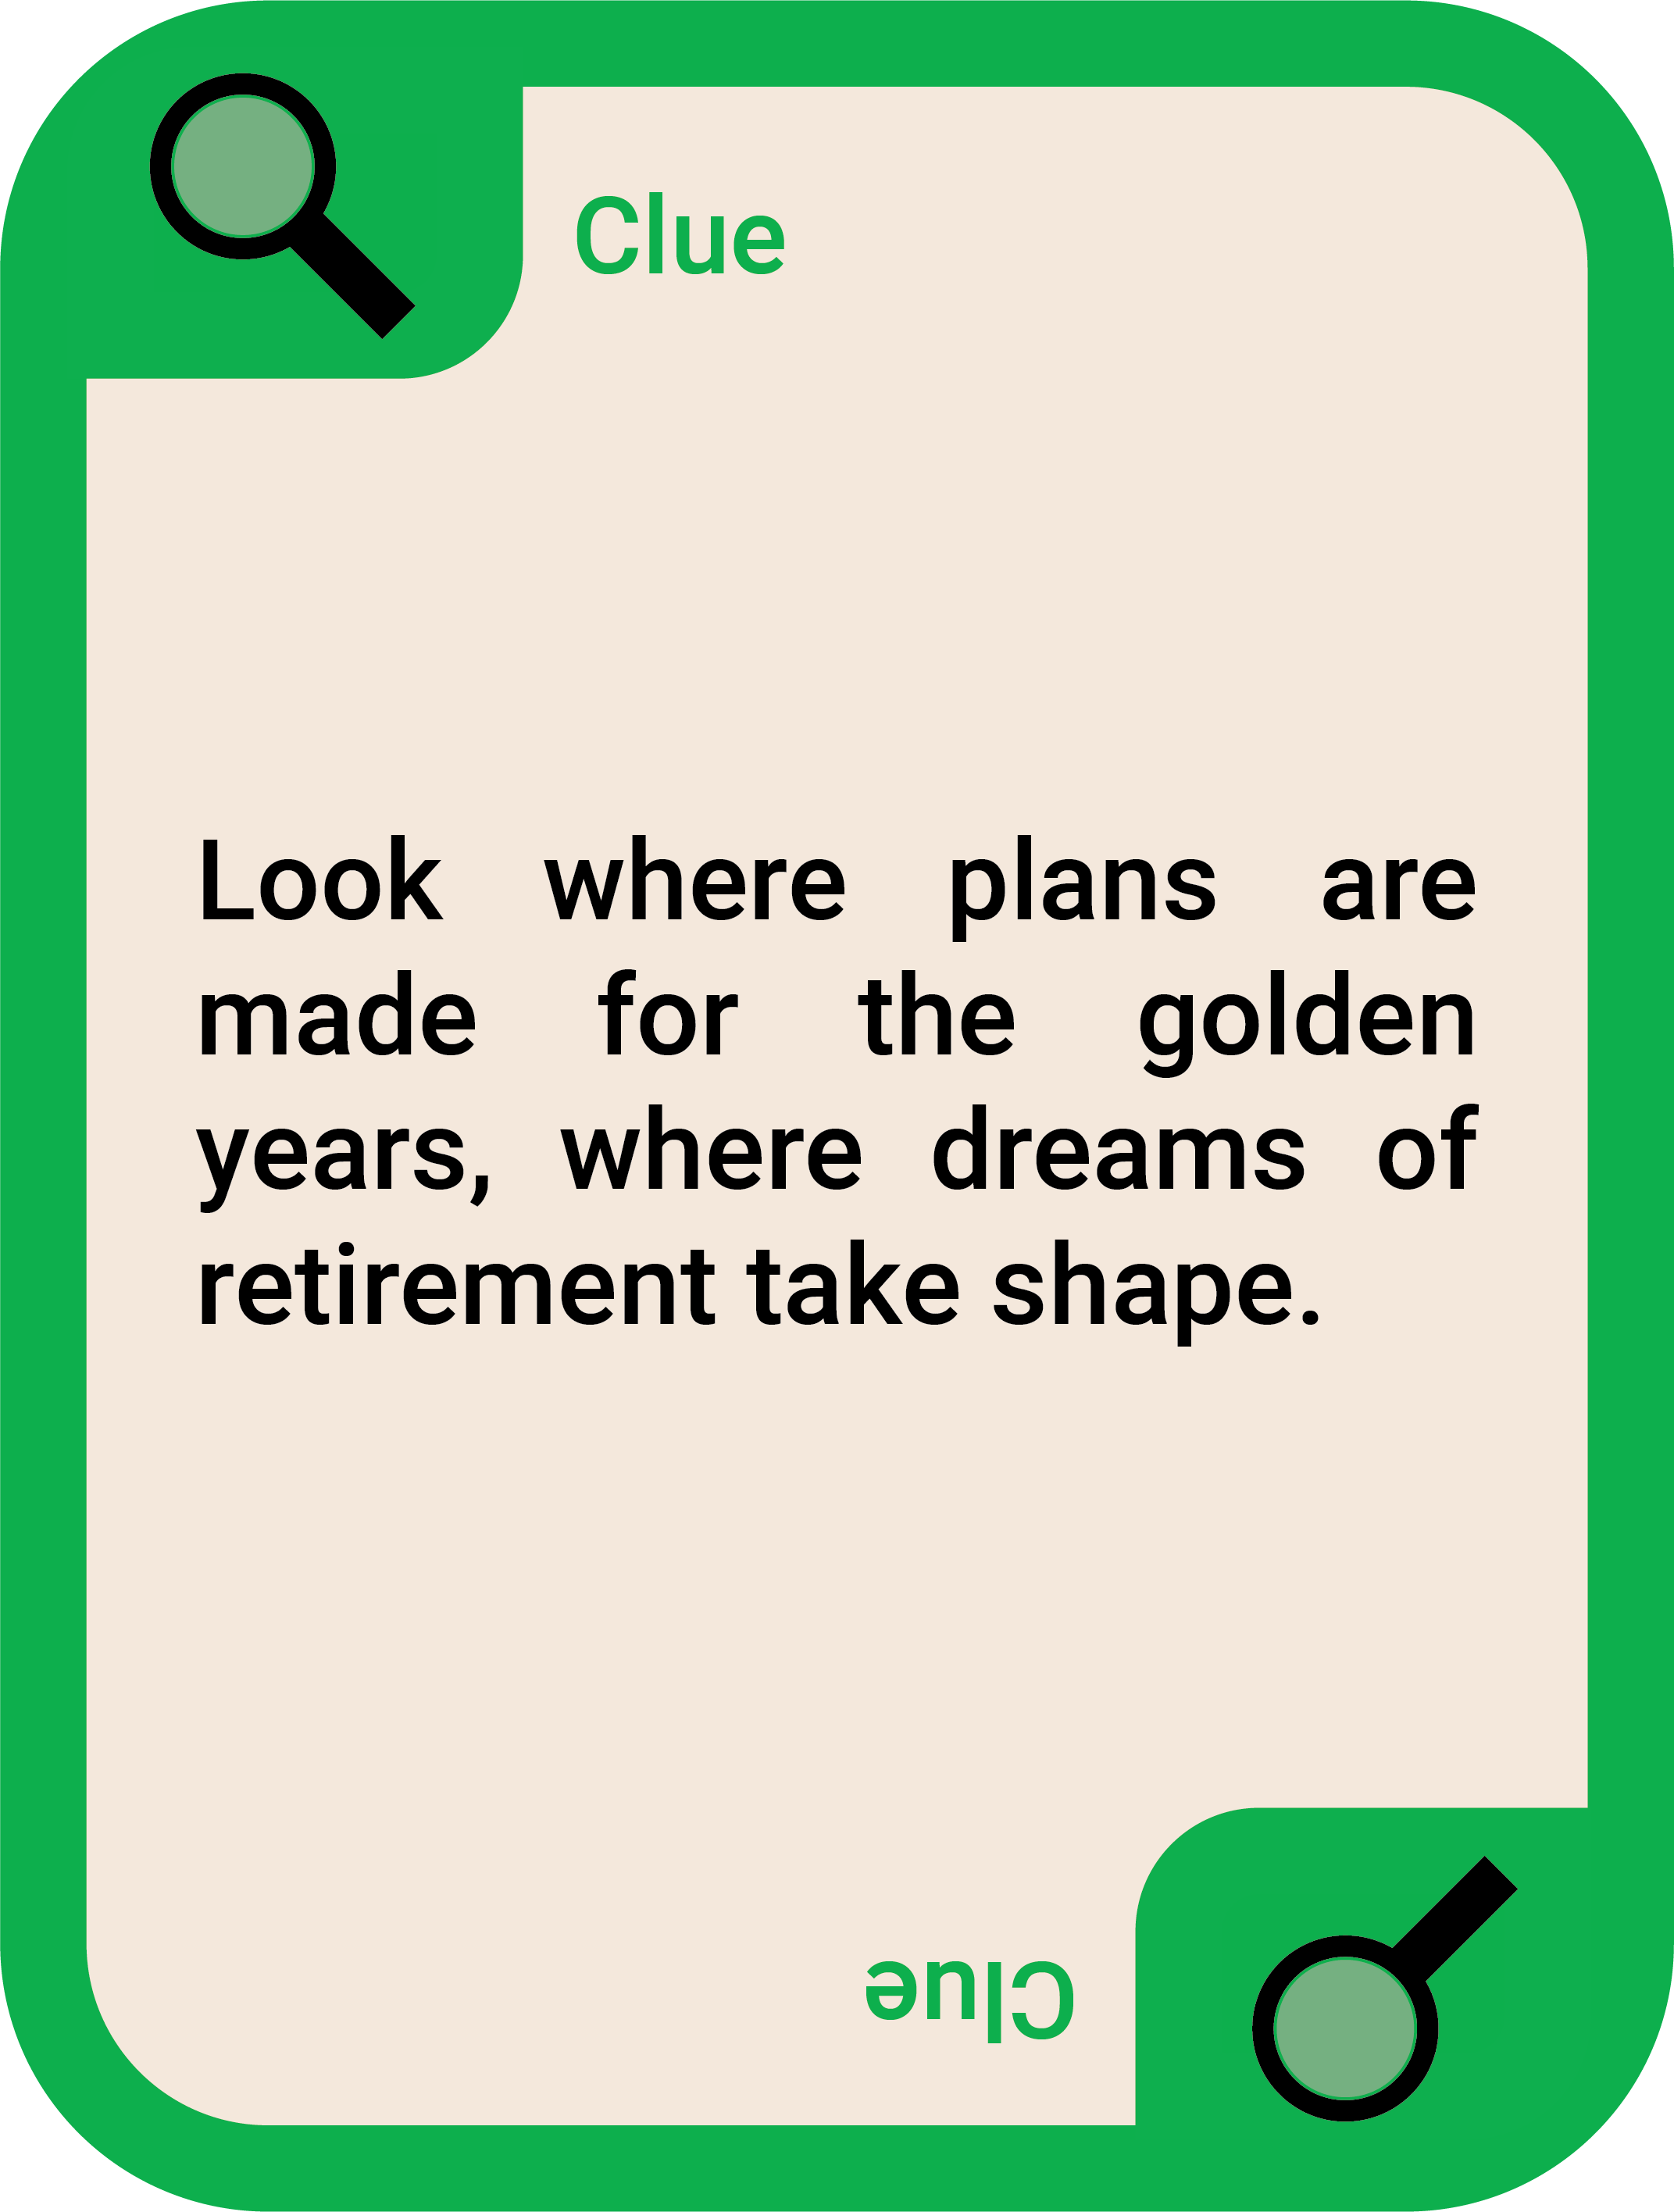 Clue
Look where plans are
made for the golden
years, where dreams of
retirement take shape.
Clue